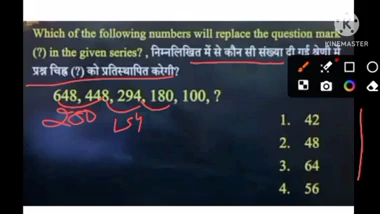 Which of the following numbers will replace the question mark
(?) in the given series? निम्नलिखित में से कौन सी संख्या दी गई श्रेणी में
प्रश्न चिह्न (?) को प्रतिस्थापित करेगी?
648, 448, 294, 180, 100, ?
200 154
1. 42
2. 48
3. 64
4. 56
KINEMASTER